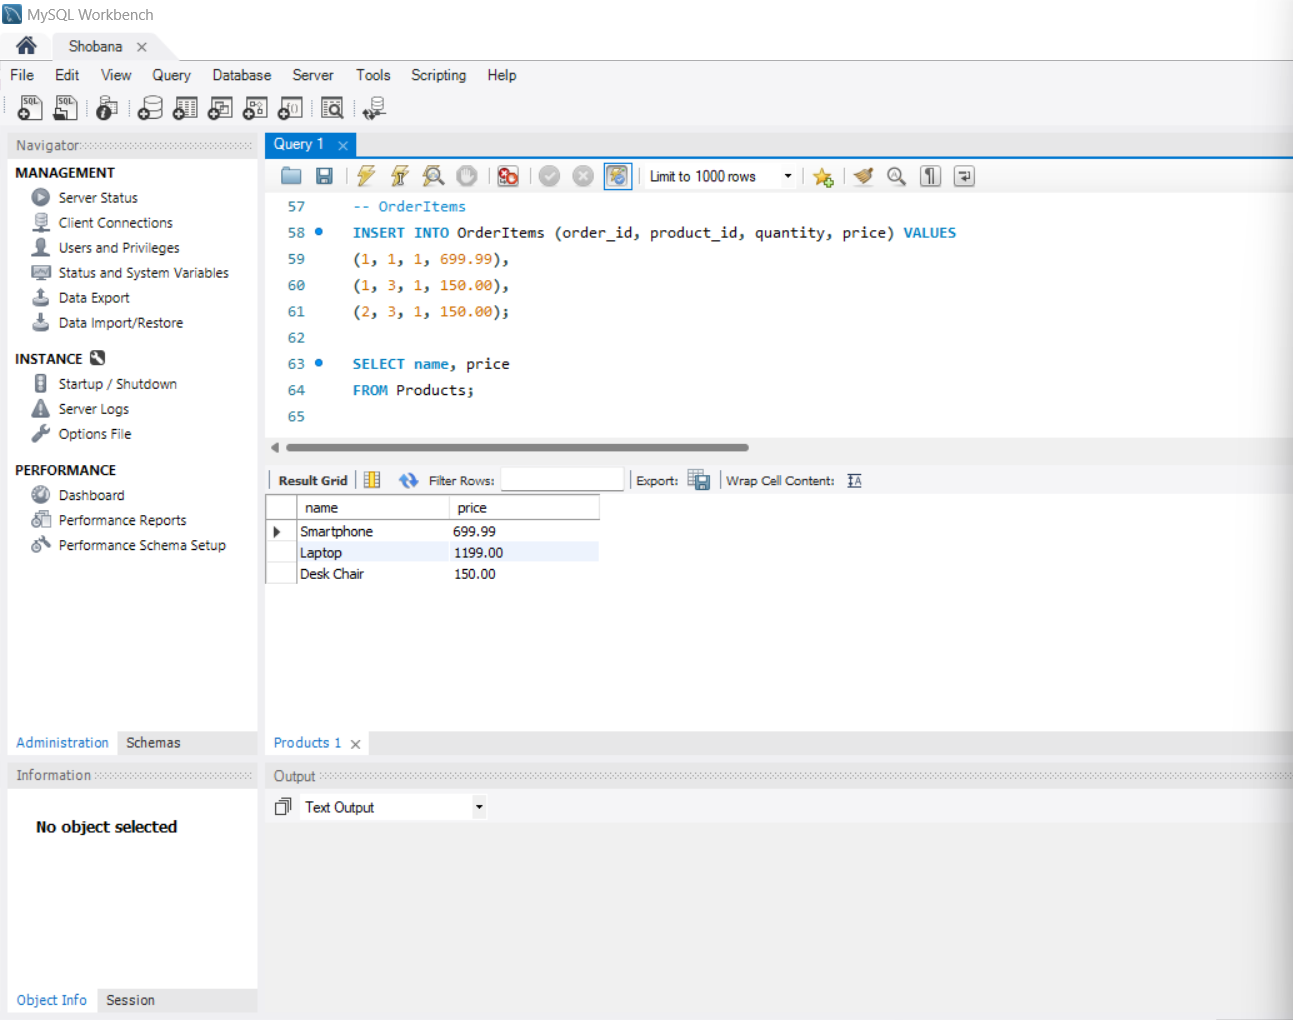 MySQL Workbench
Shobana
File Edit View Query Database Server Tools Scripting Help
Navigator
MANAGEMENT
Server Status
Client Connections
Users and Privileges
Status and System Variables
Data Export
Data Import/Restore
INSTANCE
Startup / Shutdown
Server Logs
Options File
PERFORMANCE
Dashboard
Performance Reports
Performance Schema Setup
Administration Schemas
Information
No object selected
Object Info Session
Query 1
Limit to 1000 rows
57 -- OrderItems
58 INSERT INTO OrderItems (order_id, product_id, quantity, price) VALUES
59 (1, 1, 1, 699.99),
60 (1, 3, 1, 150.00),
61 (2, 3, 1, 150.00);
62
63 SELECT name, price
64 FROM Products;
65
Result Grid Filter Rows: Export: Wrap Cell Content:
name price
Smartphone 699.99
Laptop 1199.00
Desk Chair 150.00
Products 1
Output
Text Output